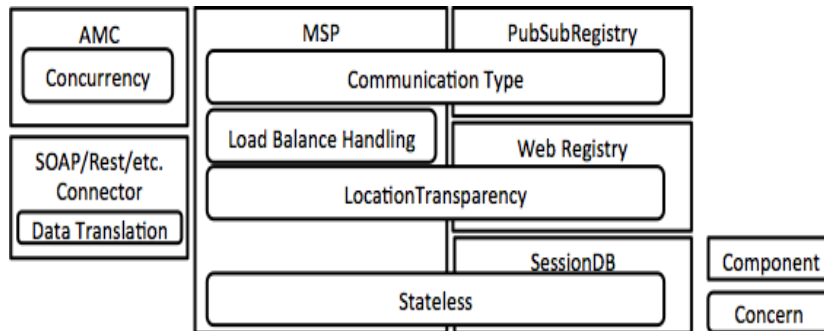 AMC
Concurrency
SOAP/Rest/etc.
Connector
Data Translation
MSP
PubSubRegistry
Communication Type
Load Balance Handling
Web Registry
LocationTransparency
SessionDB
Stateless
Component
Concern